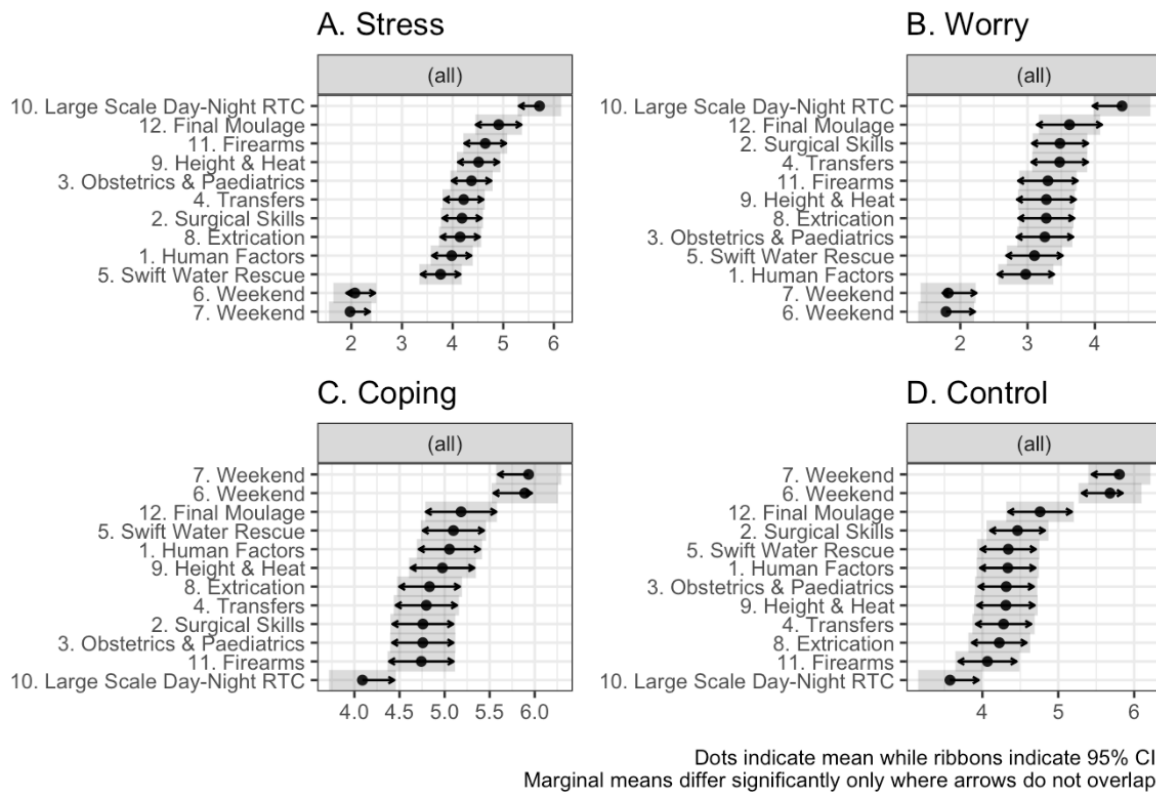 A. Stress
(all)
10. Large Scale Day-Night RTC
12. Final Moulage
11. Firearms
9. Height & Heat
3. Obstetrics & Paediatrics
4. Transfers
2. Surgical Skills
8. Extrication
1. Human Factors
5. Swift Water Rescue
6. Weekend
7. Weekend
2 3 4 5 6
B. Worry
(all)
10. Large Scale Day-Night RTC
12. Final Moulage
2. Surgical Skills
4. Transfers
11. Firearms
9. Height & Heat
8. Extrication
3. Obstetrics & Paediatrics
5. Swift Water Rescue
1. Human Factors
7. Weekend
6. Weekend
2 3 4
C. Coping
(all)
7. Weekend
6. Weekend
12. Final Moulage
5. Swift Water Rescue
1. Human Factors
9. Height & Heat
8. Extrication
4. Transfers
2. Surgical Skills
3. Obstetrics & Paediatrics
11. Firearms
10. Large Scale Day-Night RTC
4.0 4.5 5.0 5.5 6.0
D. Control
(all)
7. Weekend
6. Weekend
12. Final Moulage
2. Surgical Skills
5. Swift Water Rescue
1. Human Factors
3. Obstetrics & Paediatrics
9. Height & Heat
4. Transfers
8. Extrication
11. Firearms
10. Large Scale Day-Night RTC
4 5 6
Dots indicate mean while ribbons indicate 95% CI
Marginal means differ significantly only where arrows do not overlap